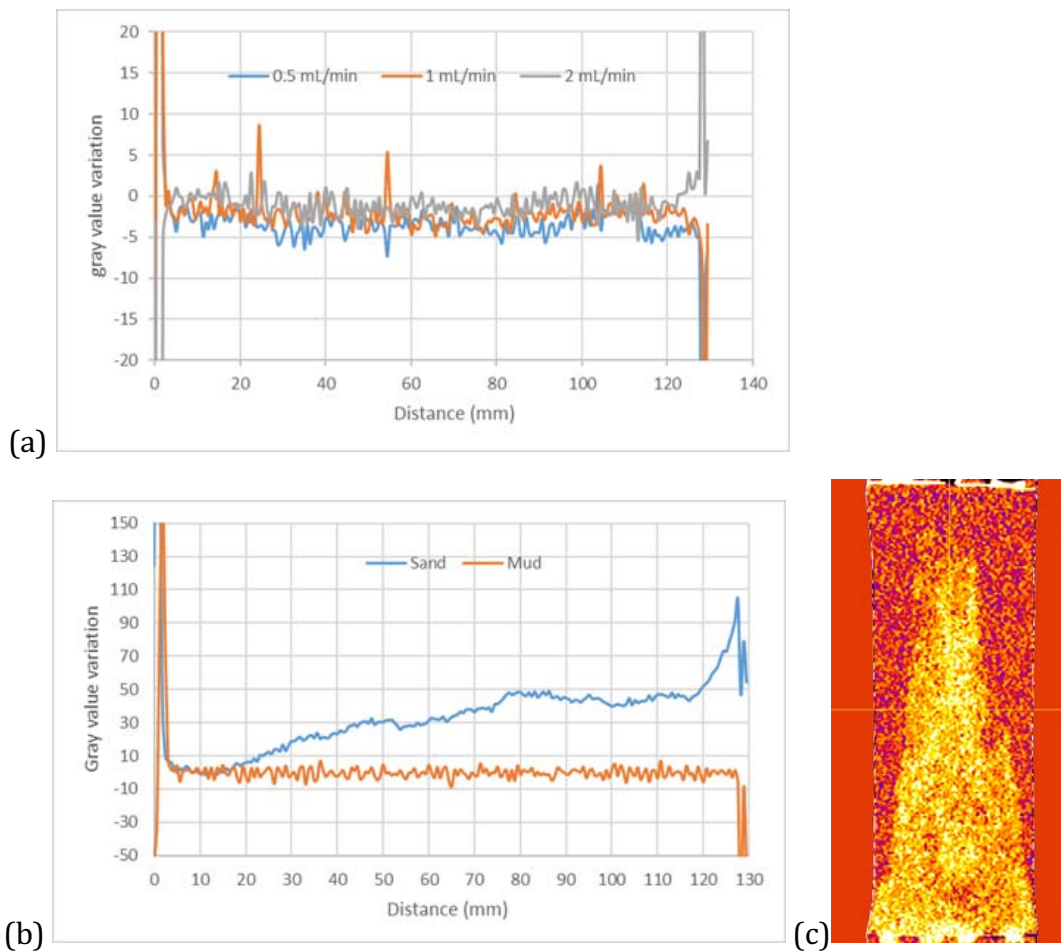 20
15
10
5
0
-5
-10
-15
-20
gray value variation
0.5 mL/min 1 mL/min 2 mL/min
0 20 40 60 80 100 120 140
Distance (mm)
(a)
150
130
110
90
70
50
30
10
-10
-30
-50
Gray value variation
Sand Mud
0 10 20 30 40 50 60 70 80 90 100 110 120 130
Distance (mm)
(b)
(c)